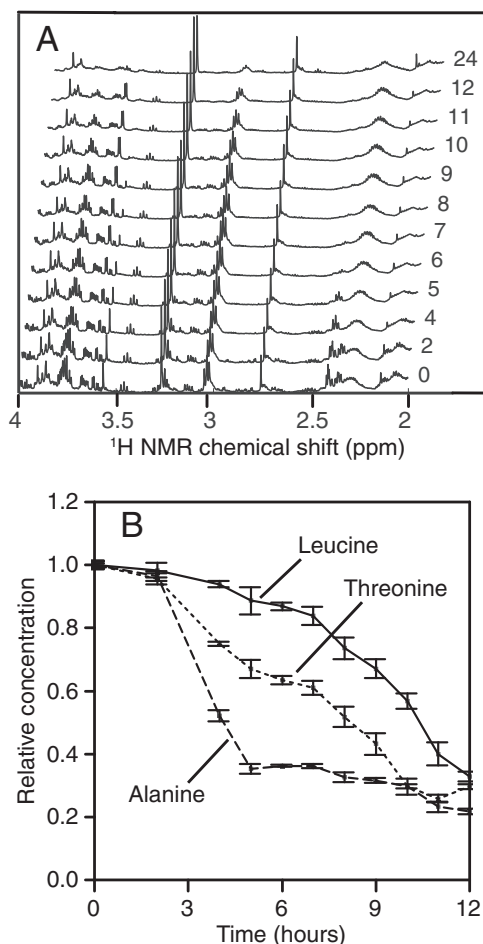 A
24
12
11
10
9
8
7
6
5
4
2
0
4 3.5 3 2.5 2
¹H NMR chemical shift (ppm)
B
1.2
1.0
0.8
0.6
0.4
0.2
0.0
Relative concentration
Leucine
Threonine
Alanine
0 3 6 9 12
Time (hours)